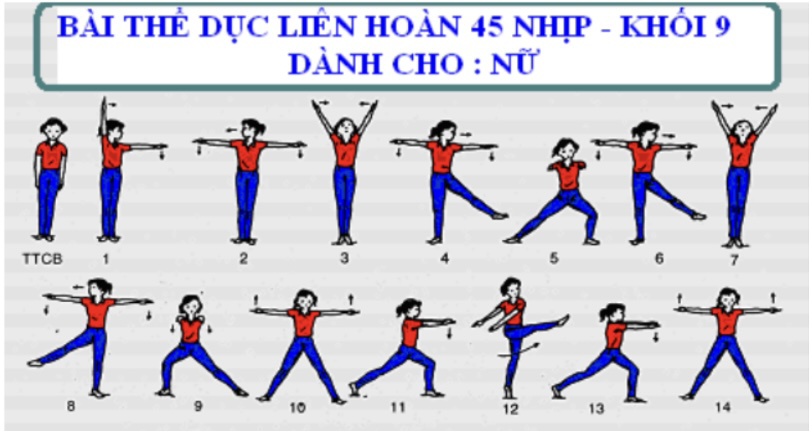 BÀI THỂ DỤC LIÊN HOÀN 45 NHỊP - KHỐI 9
DÀNH CHO : NỮ
TTCB 1 2 3 4 5 6 7
8 9 10 11 12 13 14